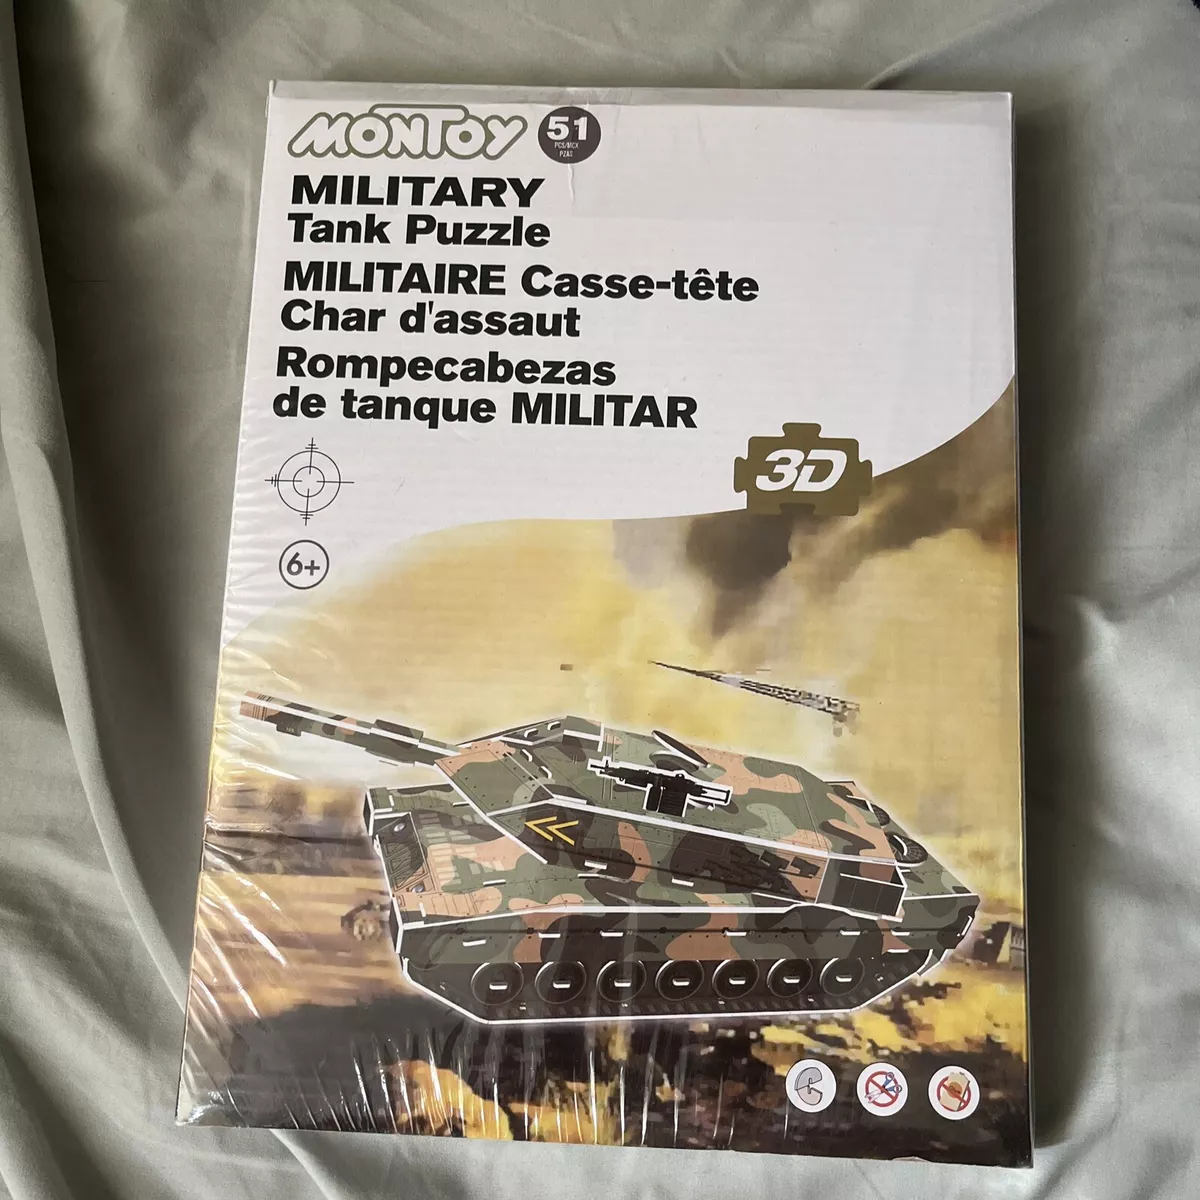 MONTOY
51
PCS/MCX
PZAS
MILITARY
Tank Puzzle
MILITAIRE Casse-tête
Char d'assaut
Rompecabezas
de tanque MILITAR
3D
6+